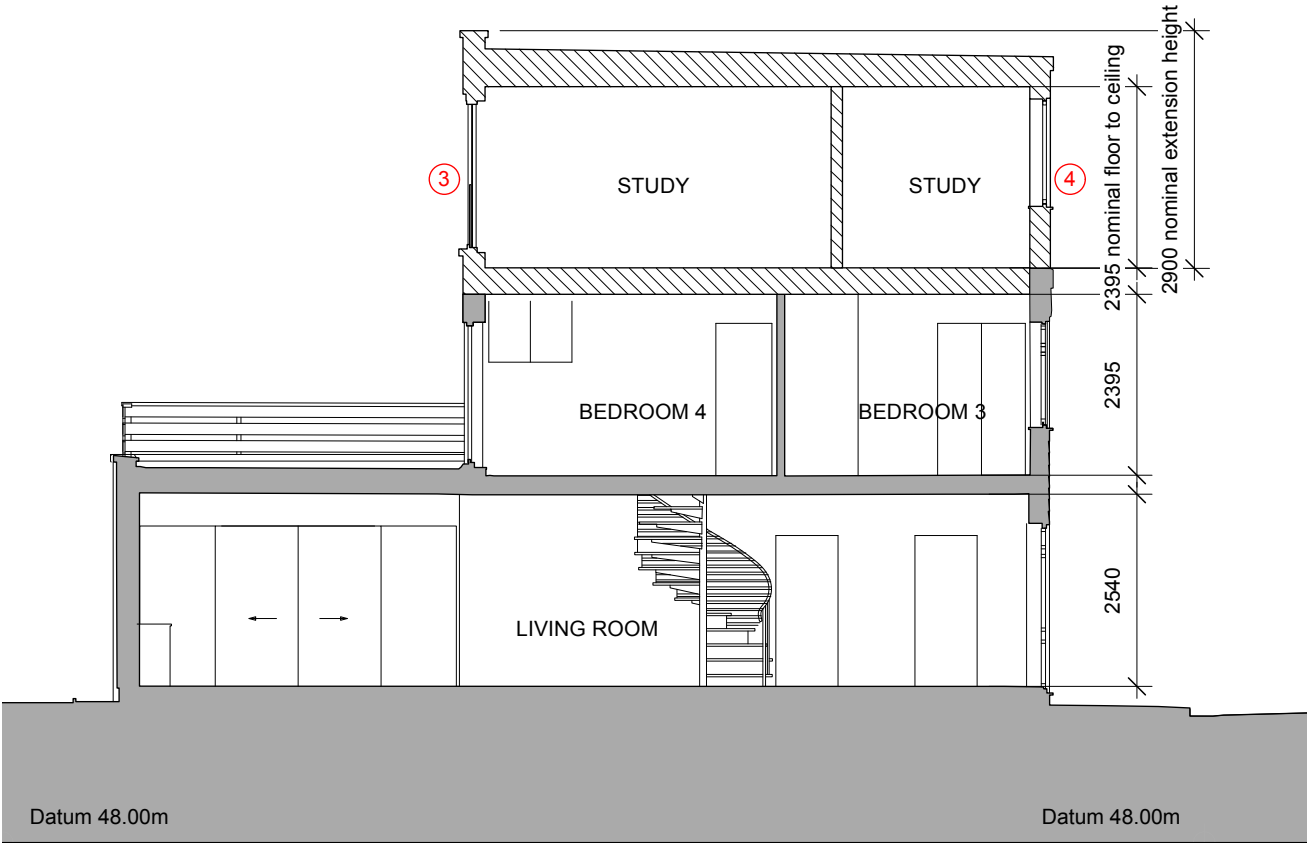 2900 nominal extension height
2395 nominal floor to ceiling
3
STUDY
STUDY
4
BEDROOM 4
BEDROOM 3
2395
LIVING ROOM
2540
Datum 48.00m
Datum 48.00m